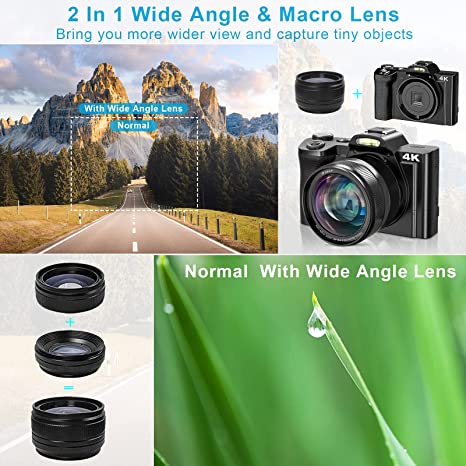 2 In 1 Wide Angle & Macro Lens
Bring you more wider view and capture tiny objects
With Wide Angle Lens
Normal
+
4K
4K
Normal With Wide Angle Lens
+
=